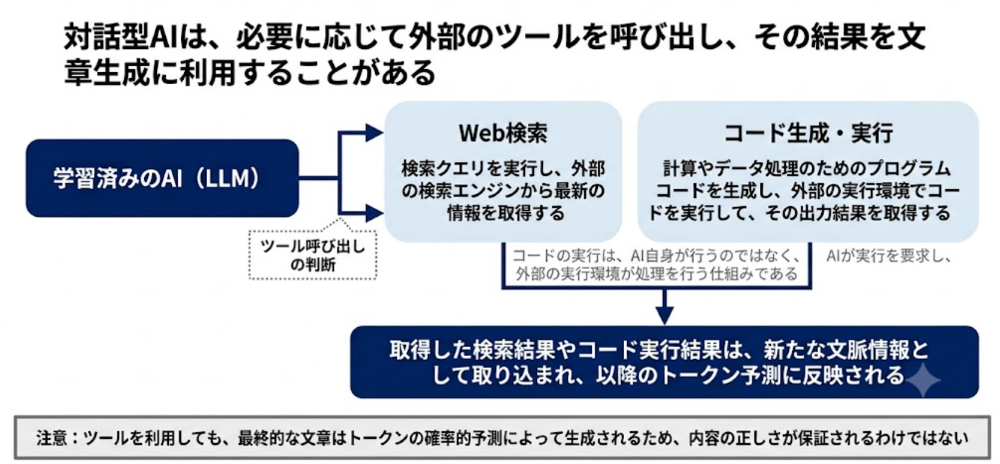 対話型AIは、必要に応じて外部のツールを呼び出し、その結果を文
章生成に利用することがある
学習済みのAI（LLM）
ツール呼び出し
の判断
Web検索
検索クエリを実行し、外部
の検索エンジンから最新の
情報を取得する
コード生成・実行
計算やデータ処理のためのプログラム
コードを生成し、外部の実行環境でコー
ドを実行して、その出力結果を取得する
コードの実行は、AI自身が行うのではなく、
外部の実行環境が処理を行う仕組みである
AIが実行を要求し、
取得した検索結果やコード実行結果は、新たな文脈情報と
して取り込まれ、以降のトークン予測に反映される
注意：ツールを利用しても、最終的な文章はトークンの確率的予測によって生成されるため、内容の正しさが保証されるわけではない